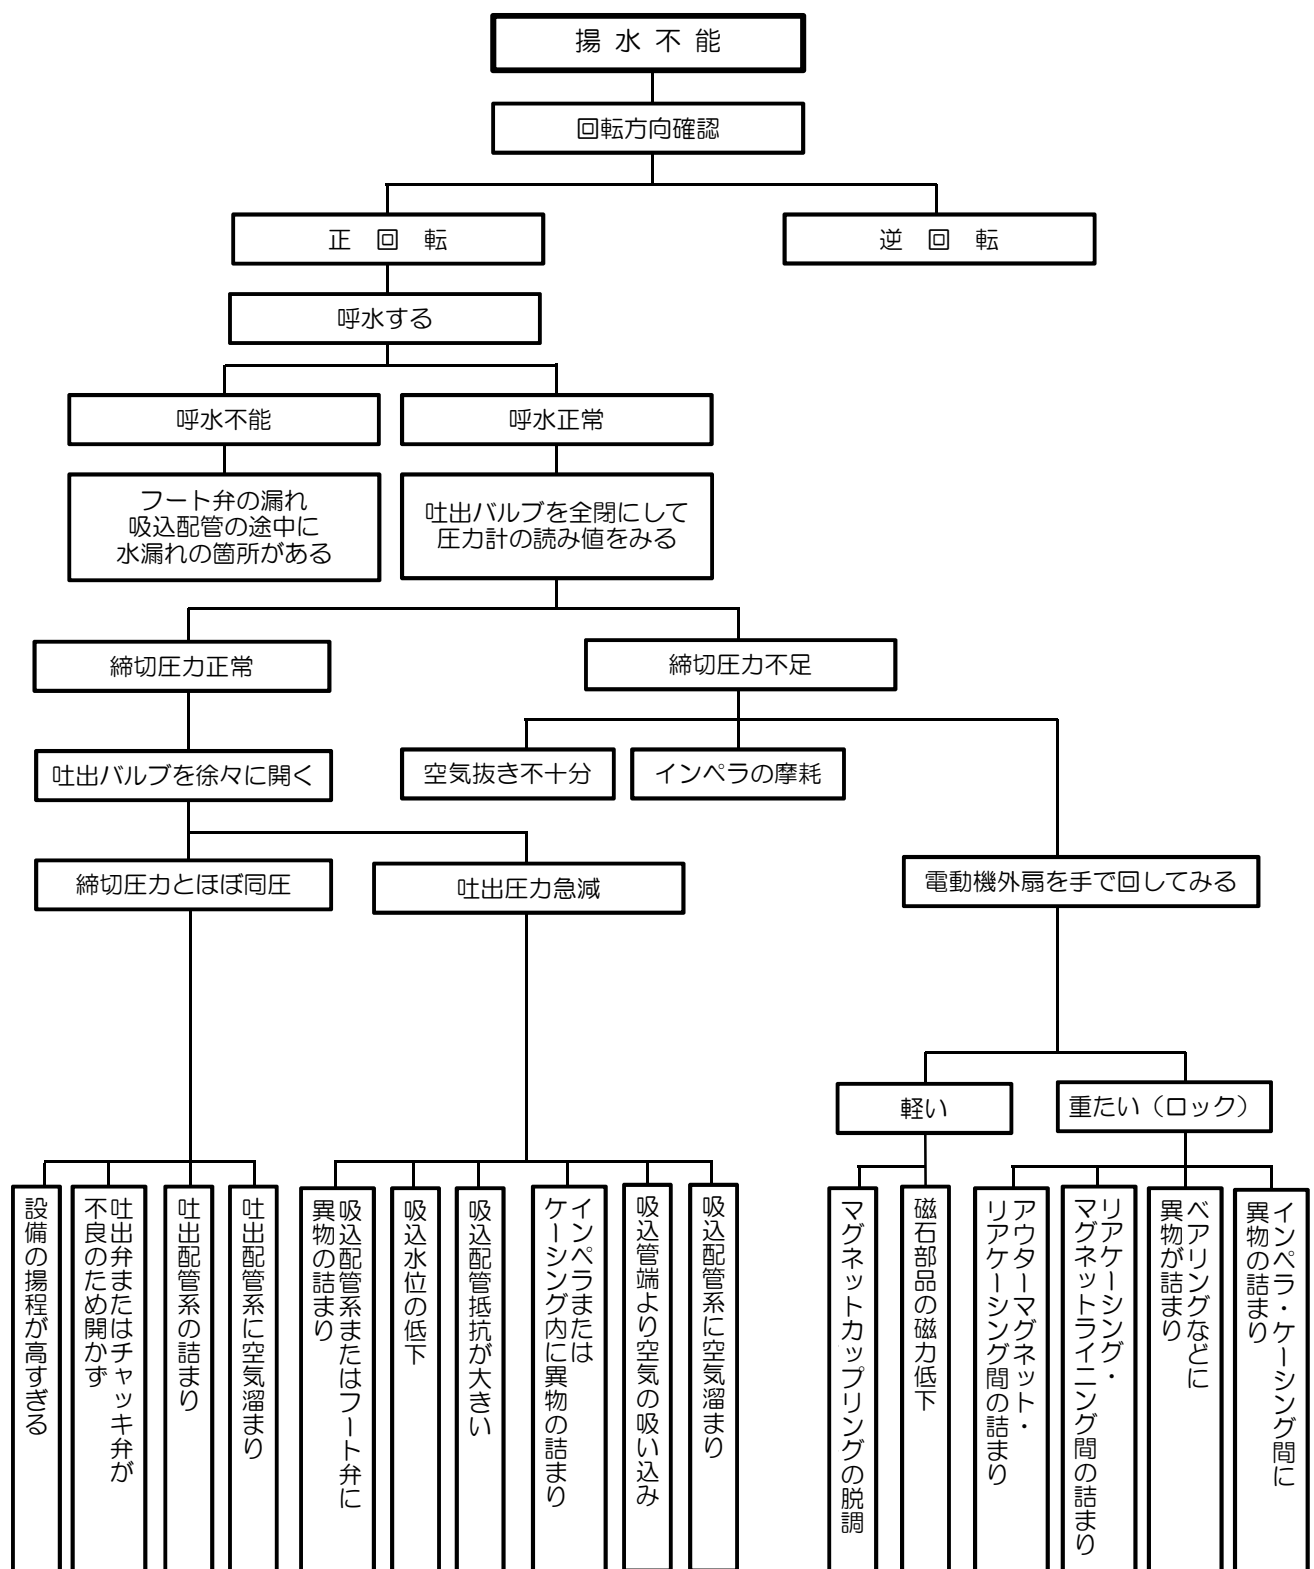 揚 水 不 能
回転方向確認
正 回 転
逆 回 転
呼水する
呼水不能
呼水正常
フート弁の漏れ
吸込配管の途中に
水漏れの箇所がある
吐出バルブを全閉にして
圧力計の読み値をみる
締切圧力正常
締切圧力不足
吐出バルブを徐々に開く
空気抜き不十分
インペラの摩耗
締切圧力とほぼ同圧
吐出圧力急減
電動機外扇を手で回してみる
軽い
重たい（ロック）
設備の揚程が高すぎる
吐出弁またはチャッキ弁が
不良のため開かず
吐出配管系の詰まり
吐出配管系に空気溜まり
吸込配管系またはフート弁に
異物の詰まり
吸込水位の低下
吸込配管抵抗が大きい
インペラまたは
ケーシング内に異物の詰まり
吸込管端より空気の吸い込み
吸込配管系に空気溜まり
マグネットカップリングの脱調
磁石部品の磁力低下
アウターマグネット・
リアケーシング間の詰まり
リアケーシング・
マグネットライニング間の詰まり
ベアリングなどに
異物が詰まり
インペラ・ケーシング間に
異物の詰まり